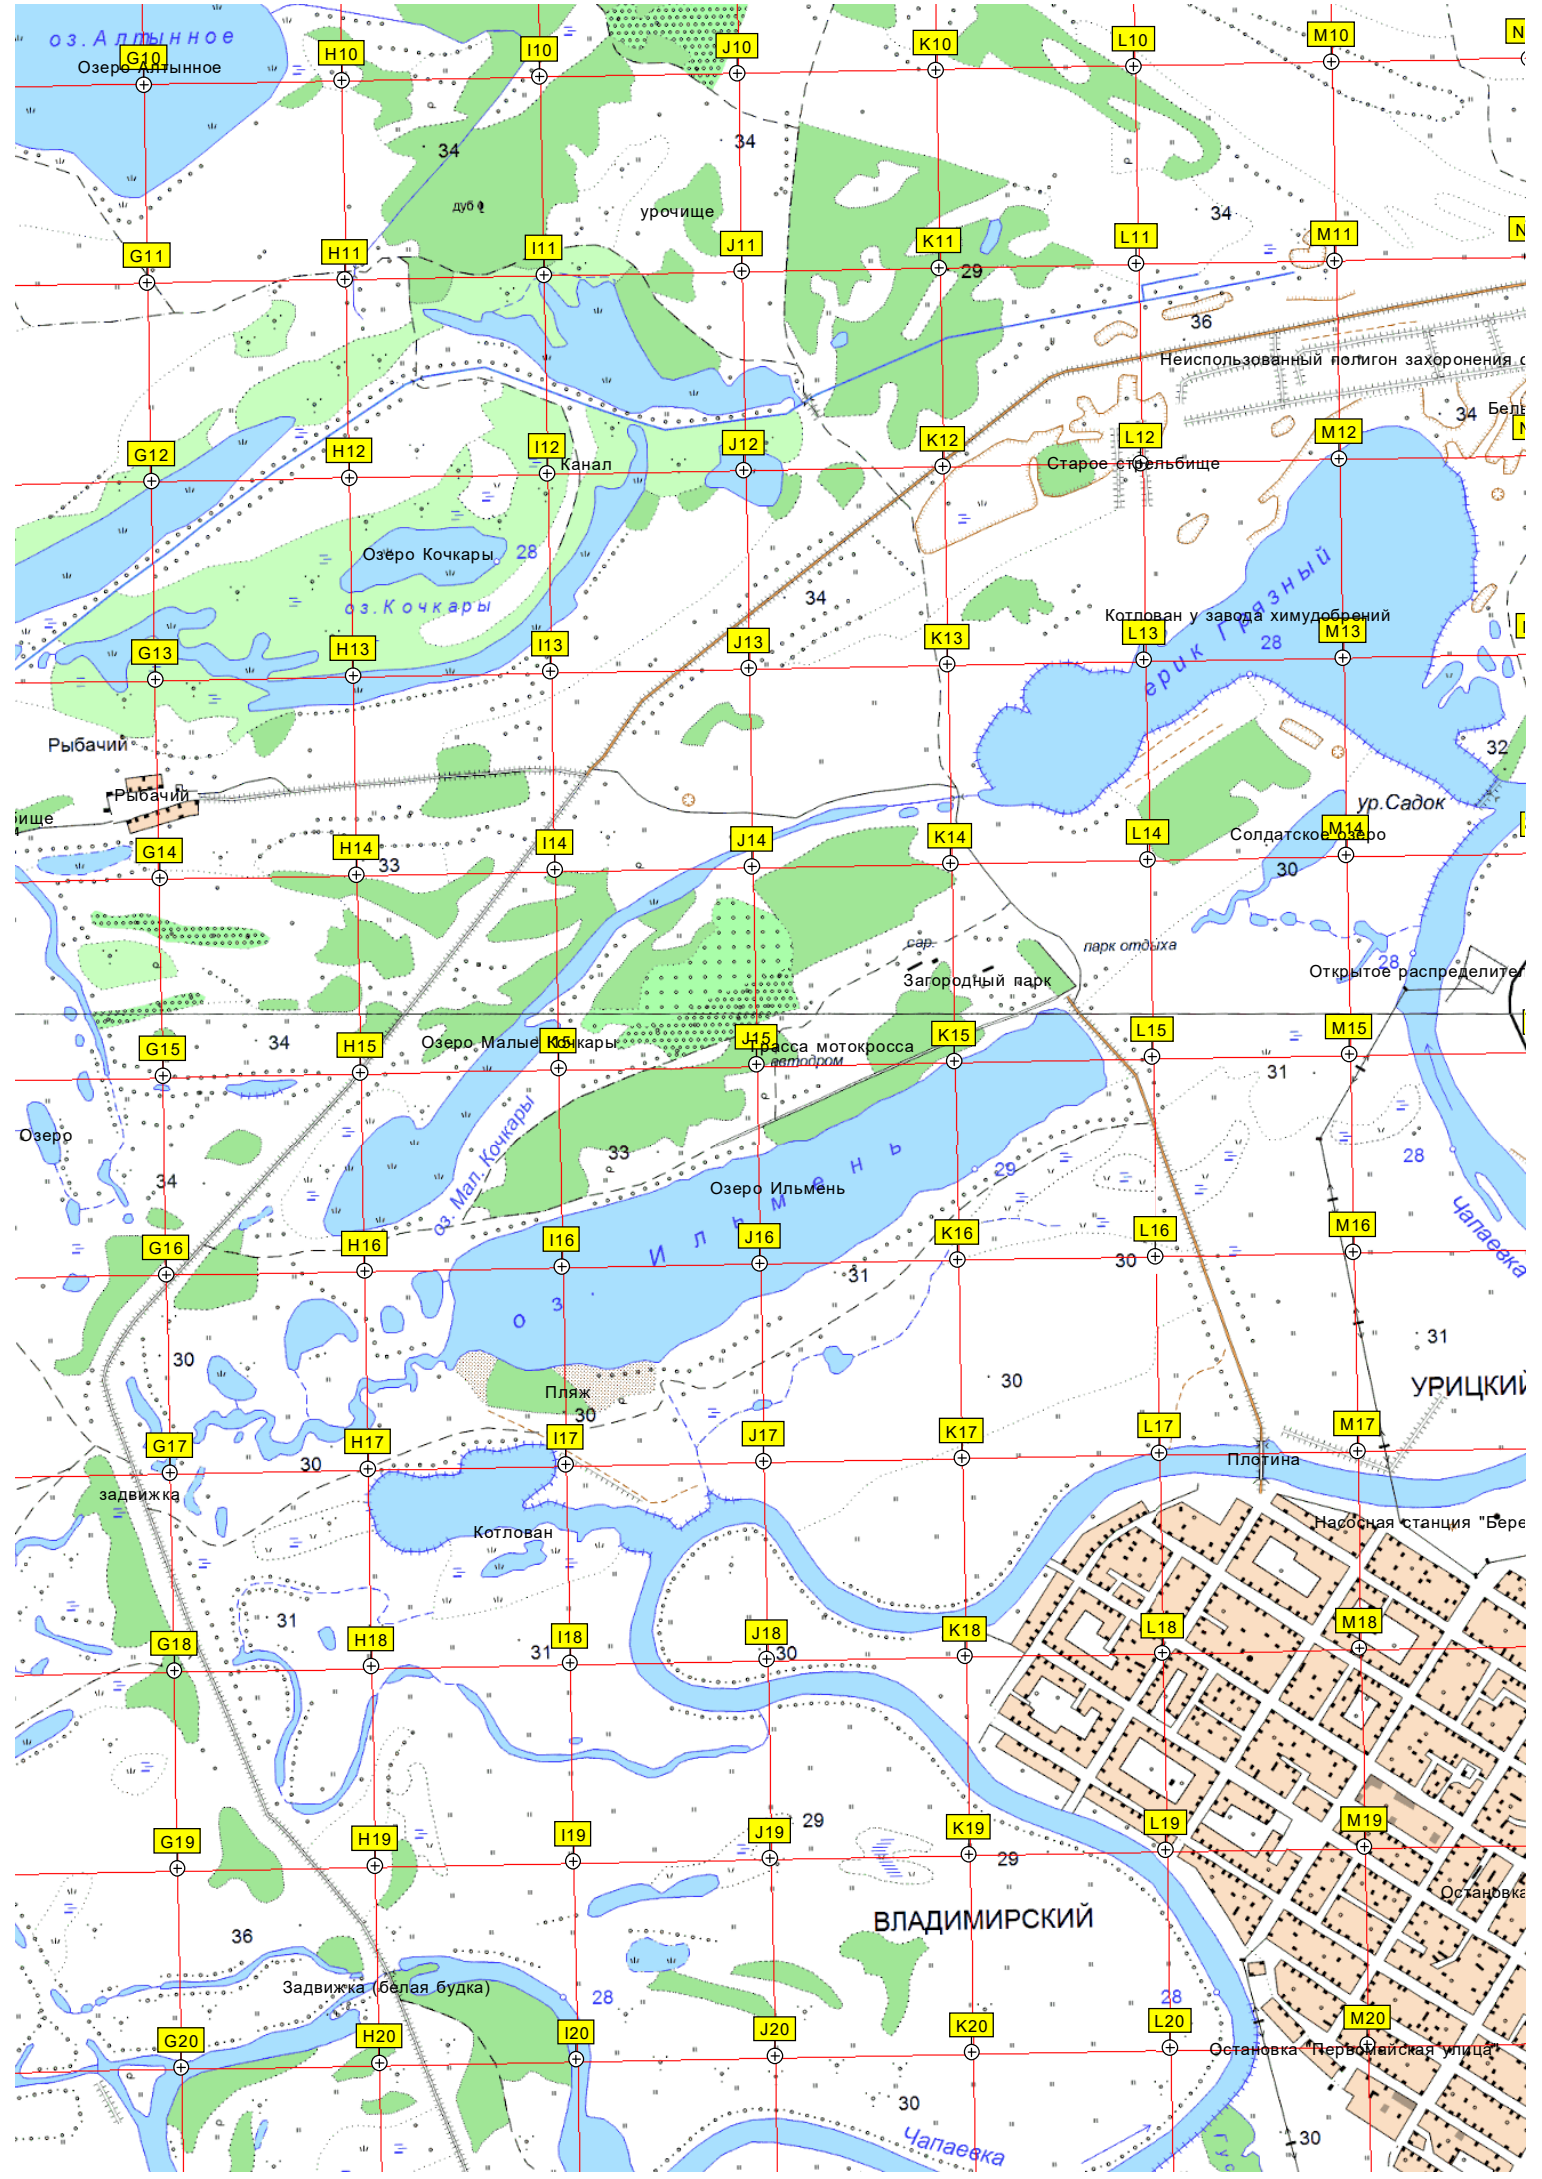 оз. Алтынное
G10
H10
I10
J10
K10
L10
M10
N
Озеро Алтынное
34
34
дуб
урочище
34
G11
H11
I11
J11
K11
L11
M11
N
29
36
Неиспользованный полигон захоронения о
34
Бель
G12
H12
I12
J12
K12
L12
M12
N
Канал
Старое стрельбище
Озеро Кочкары
28
оз. Кочкары
34
Котлован у завода химудобрений
ерик Грязный
28
G13
H13
I13
J13
K13
L13
M13
Рыбачий
32
Рыбачий
ур.Садок
бище
Солдатское озеро
G14
H14
I14
J14
K14
L14
M14
33
30
сар.
парк отдыха
28
Загородный парк
Открытое распределител
34
G15
H15
Озеро Малые Кочкары
I15
J15
Трасса мотокросса
K15
L15
M15
автодром
31
Озеро
оз. Мал. Кочкары
33
34
29
28
Озеро Ильмень
оз. Ильмень
Чапаевка
G16
H16
I16
J16
K16
L16
M16
31
30
30
31
Пляж
30
30
УРИЦКИЙ
G17
H17
I17
J17
K17
L17
M17
30
Плотина
задвижка
Котлован
Насосная станция "Бере
31
G18
H18
I18
J18
K18
L18
M18
31
30
29
G19
H19
I19
J19
K19
L19
M19
29
Остановка
ВЛАДИМИРСКИЙ
36
Задвижка (белая будка)
28
28
G20
H20
I20
J20
K20
L20
M20
Остановка "Первомайская улица"
30
Чапаевка
30
Гус